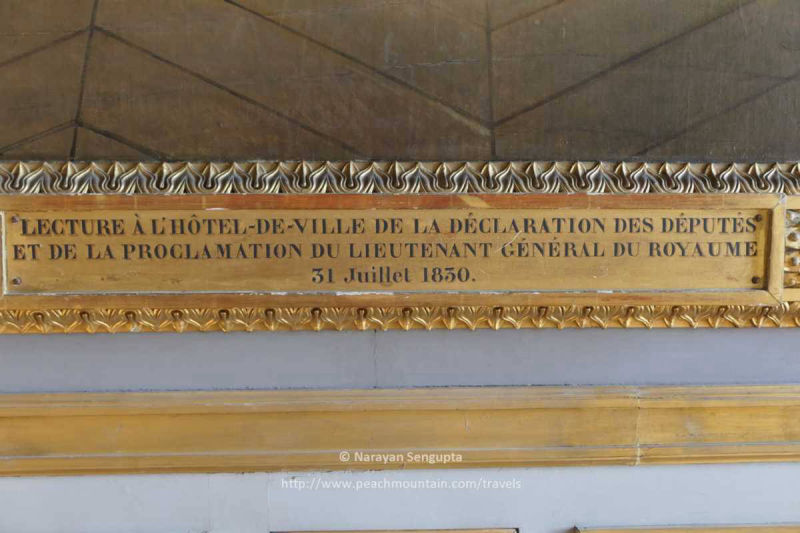 LECTURE À L'HÔTEL-DE-VILLE DE LA DÉCLARATION DES DÉPUTÉS
ET DE LA PROCLAMATION DU LIEUTENANT GÉNÉRAL DU ROYAUME
31 Juillet 1830.
© Narayan Sengupta
http://www.peachmountain.com/travels